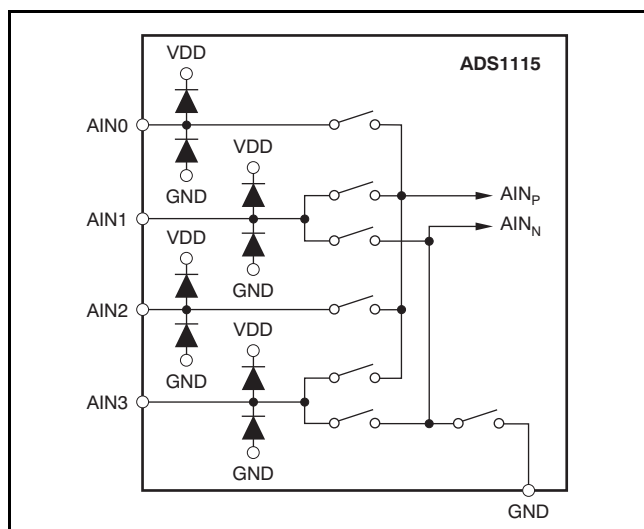 VDD
ADS1115
AIN0
VDD
GND
AINP
AIN1
AINN
VDD
GND
AIN2
VDD
GND
AIN3
GND
GND